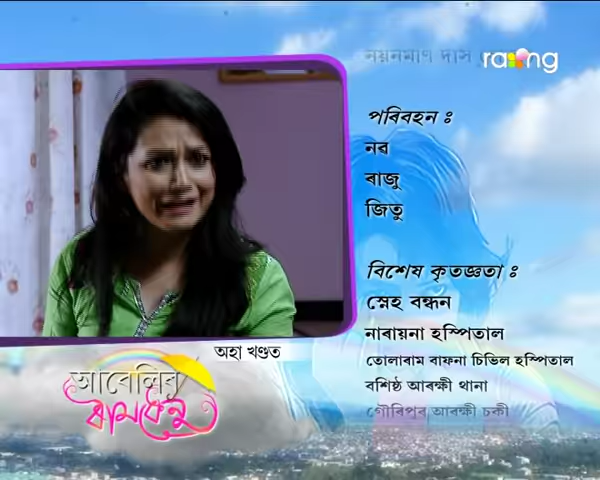 নয়নমাণ দাস
rang
পৰিবহন ঃ
নৱ
ৰাজু
জিতু
বিশেষ কৃতজ্ঞতা ঃ
স্নেহ বন্ধন
নাৰায়না হস্পিতাল
তোলাৰাম বাফনা চিভিল হস্পিতাল
বশিষ্ঠ আৰক্ষী থানা
গৌৰিপুৰ আৰক্ষী চকী
অহা খণ্ডত
আবেলিৰ
ৰামধেনু